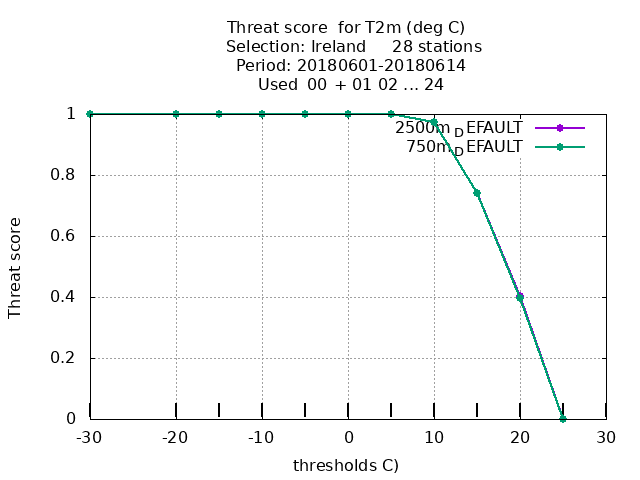 Threat score  for T2m (deg C)
Selection: Ireland     28 stations
Period: 20180601-20180614
Used  00 + 01 02 ... 24
2500m_DEFAULT
750m_DEFAULT
1
0.8
0.6
0.4
0.2
0
Threat score
-30 -20 -10 0 10 20 30
thresholds C)